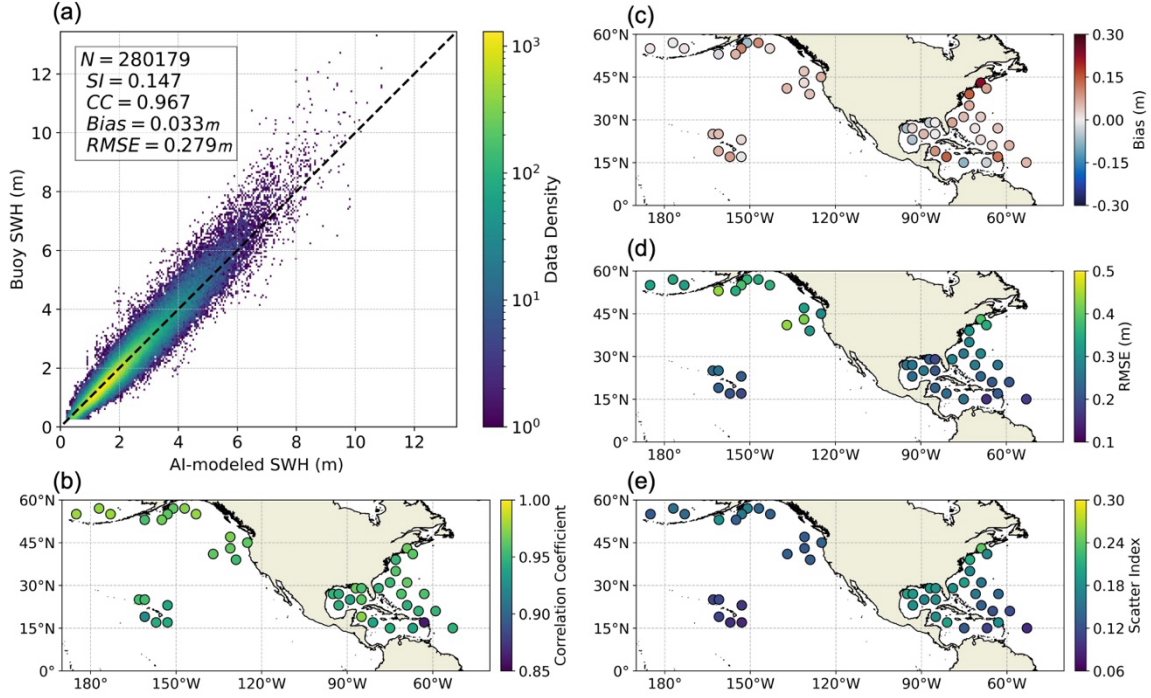 (a)
N = 280179
SI = 0.147
CC = 0.967
Bias = 0.033m
RMSE = 0.279m
12
10
8
6
4
2
0
0 2 4 6 8 10 12
Buoy SWH (m)
AI-modeled SWH (m)
10³
10²
10¹
10⁰
Data Density
(b)
60°N
45°N
30°N
15°N
0°
180° 150°W 120°W 90°W 60°W
1.00
0.95
0.90
0.85
Correlation Coefficient
(c)
60°N
45°N
30°N
15°N
0°
180° 150°W 120°W 90°W 60°W
0.30
0.15
0.00
-0.15
-0.30
Bias (m)
(d)
60°N
45°N
30°N
15°N
0°
180° 150°W 120°W 90°W 60°W
0.5
0.4
0.3
0.2
0.1
RMSE (m)
(e)
60°N
45°N
30°N
15°N
0°
180° 150°W 120°W 90°W 60°W
0.30
0.24
0.18
0.12
0.06
Scatter Index